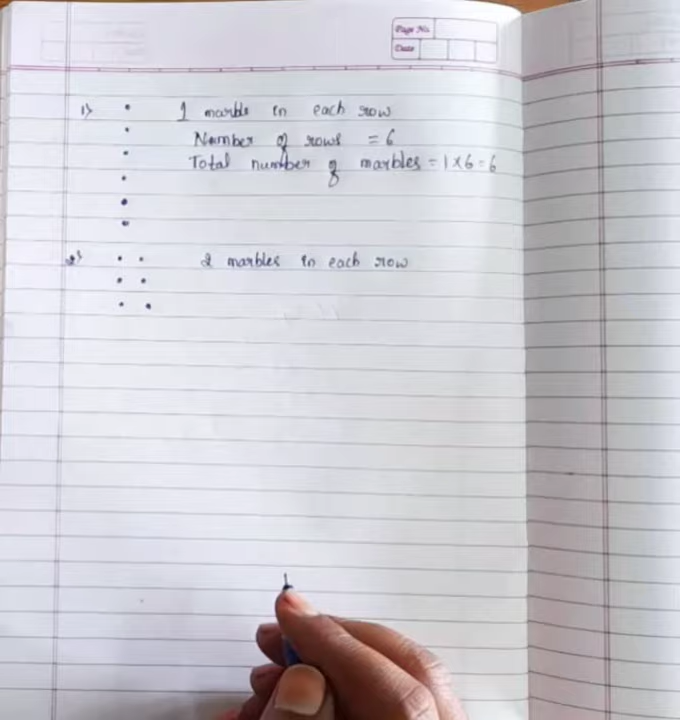 Page No.
Date
1) 1 marble in each row
Number of rows = 6
Total number of marbles = 1 × 6 = 6
2) 2 marbles in each row